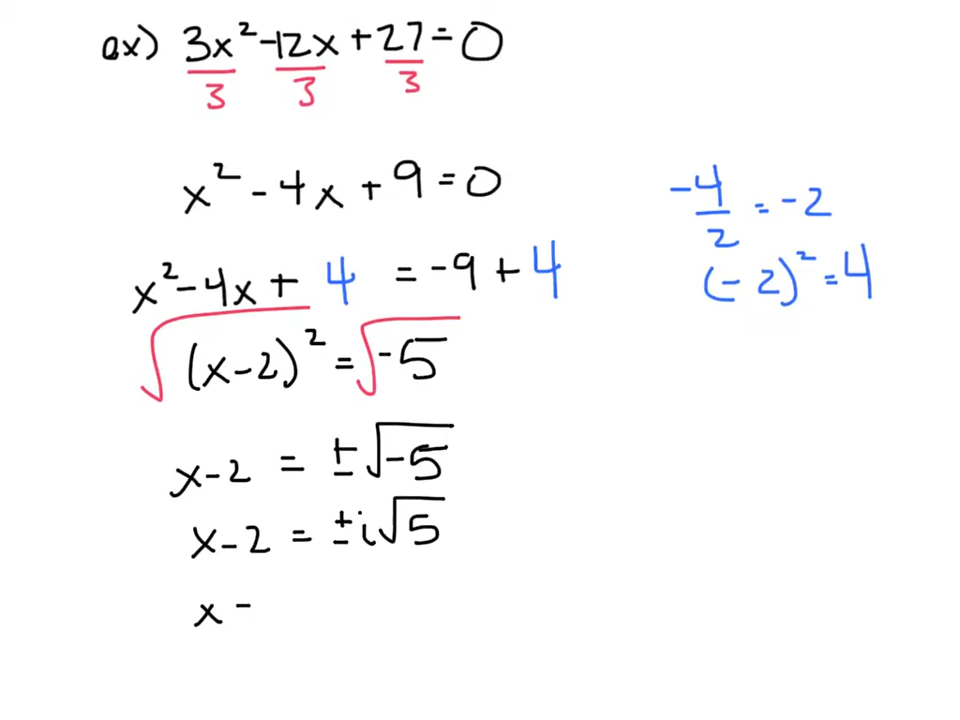 ex) 3x² -12x + 27 = 0
3 3 3
x² - 4x + 9 = 0
-4/2 = -2
x² - 4x + 4 = -9 + 4
(-2)² = 4
√(x-2)² = √-5
x - 2 = ±√-5
x - 2 = ±i√5
x -